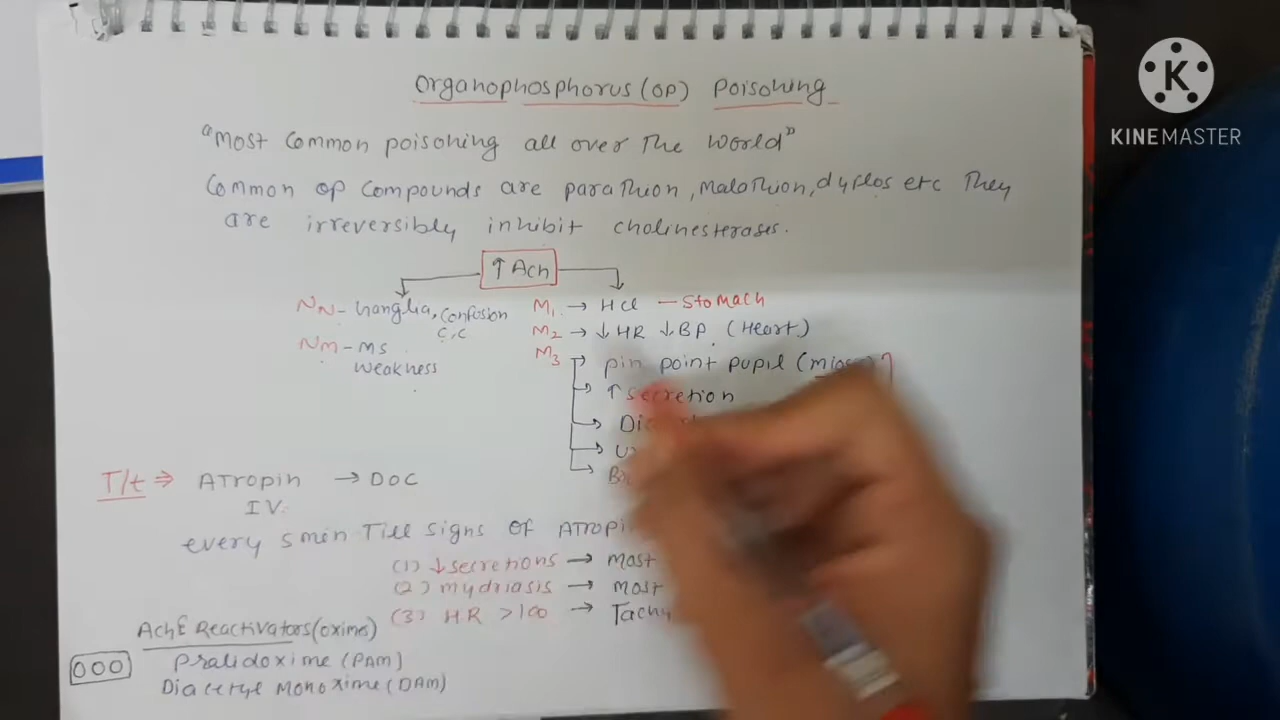 Organophosphorus (OP) Poisoning
"Most common poisoning all over The World"
Common OP Compounds are parathion, Malathion, dyflos etc They
are irreversibly inhibit cholinesterases.
↑ Ach
NN - Ganglia, Confusion
C,C
NM - MS
weakness
M1 → HCl — Stomach
M2 → ↓ HR ↓ BP (Heart)
M3
pin point pupil
↑ secretion
T/t ⇒ ATropin → DOC
IV
every 5 min Till signs of
(1) ↓ secretions → most
(2) mydriasis → most
(3) HR > 100 →
AchE Reactivators (oxime)
000
Pralidoxime (PAM)
Diacetyl Monoxime (DAM)
K
KINEMASTER